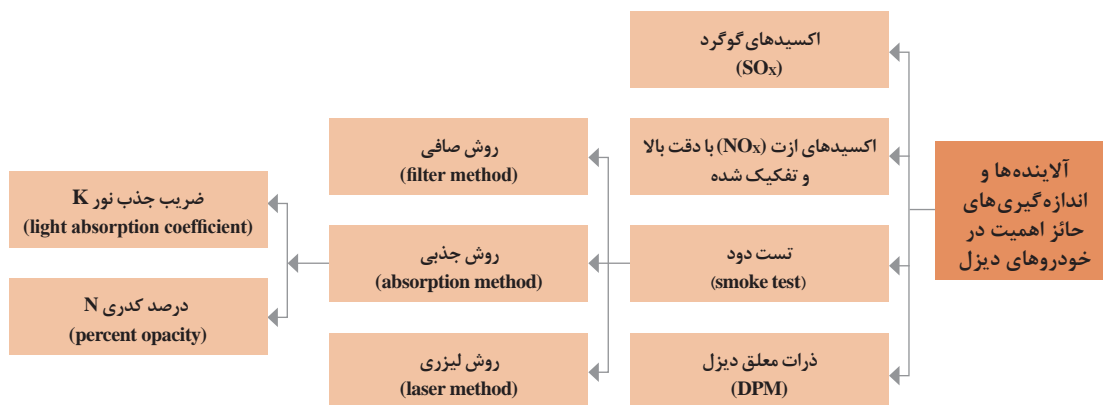 آلاینده‌ها و
اندازه‌گیری‌های
حائز اهمیت در
خودروهای دیزل
اکسیدهای گوگرد
(SOx)
اکسیدهای ازت (NOx) با دقت بالا
و تفکیک شده
تست دود
(smoke test)
ذرات معلق دیزل
(DPM)
روش صافی
(filter method)
روش جذبی
(absorption method)
روش لیزری
(laser method)
ضریب جذب نور K
(light absorption coefficient)
درصد کدری N
(percent opacity)